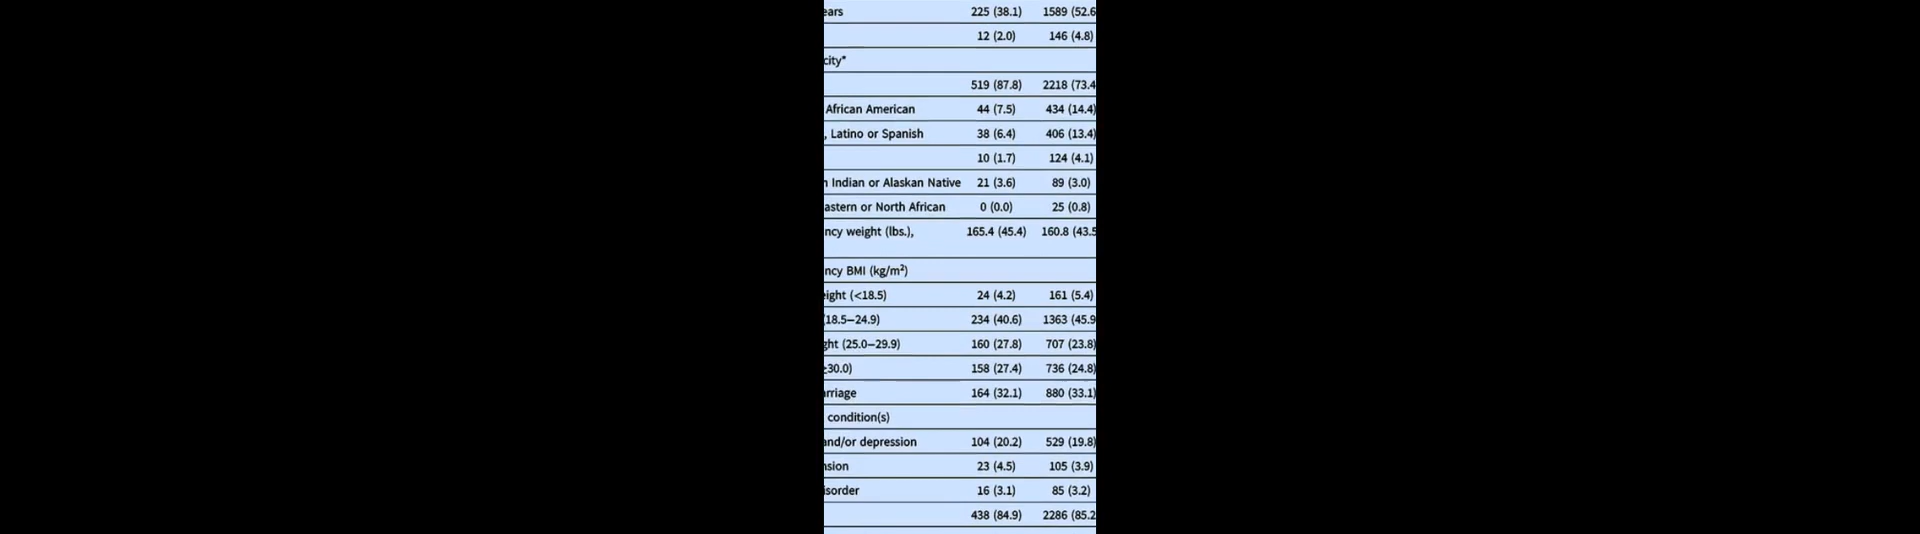 ears 225 (38.1) 1589 (52.6
12 (2.0) 146 (4.8)
city*
519 (87.8) 2218 (73.4
African American 44 (7.5) 434 (14.4)
, Latino or Spanish 38 (6.4) 406 (13.4)
10 (1.7) 124 (4.1)
n Indian or Alaskan Native 21 (3.6) 89 (3.0)
astern or North African 0 (0.0) 25 (0.8)
ncy weight (lbs.), 165.4 (45.4) 160.8 (43.5
ncy BMI (kg/m²)
eight (<18.5) 24 (4.2) 161 (5.4)
(18.5–24.9) 234 (40.6) 1363 (45.9
ght (25.0–29.9) 160 (27.8) 707 (23.8)
≥30.0) 158 (27.4) 736 (24.8)
rriage 164 (32.1) 880 (33.1)
condition(s)
and/or depression 104 (20.2) 529 (19.8)
nsion 23 (4.5) 105 (3.9)
isorder 16 (3.1) 85 (3.2)
438 (84.9) 2286 (85.2